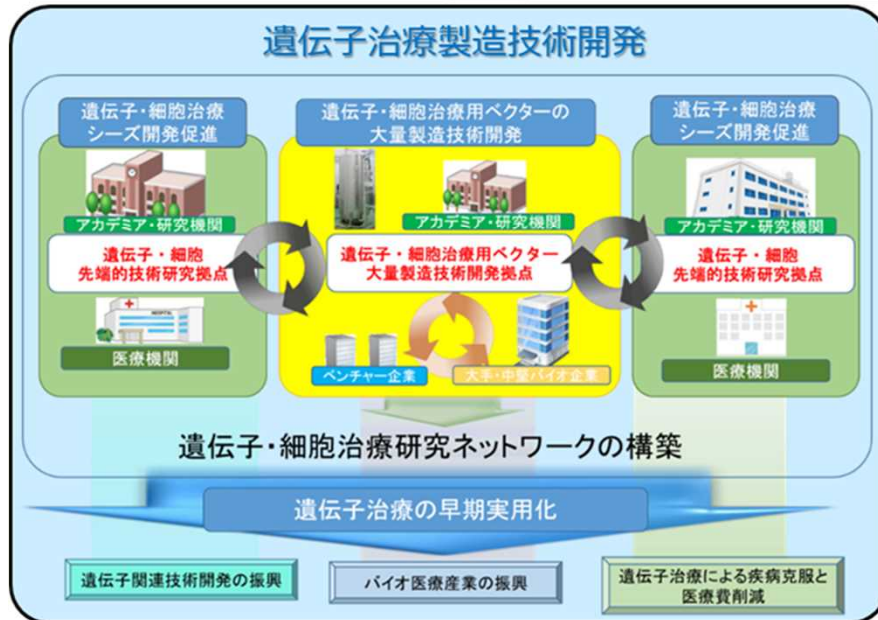 遺伝子治療製造技術開発
遺伝子・細胞治療
シーズ開発促進
アカデミア・研究機関
遺伝子・細胞
先端的技術研究拠点
HOSPITAL
医療機関
遺伝子・細胞治療用ベクターの
大量製造技術開発
アカデミア・研究機関
遺伝子・細胞治療用ベクター
大量製造技術開発拠点
ベンチャー企業
大手・中堅バイオ企業
遺伝子・細胞治療
シーズ開発促進
アカデミア・研究機関
遺伝子・細胞
先端的技術研究拠点
医療機関
遺伝子・細胞治療研究ネットワークの構築
遺伝子治療の早期実用化
遺伝子関連技術開発の振興
バイオ医療産業の振興
遺伝子治療による疾病克服と
医療費削減